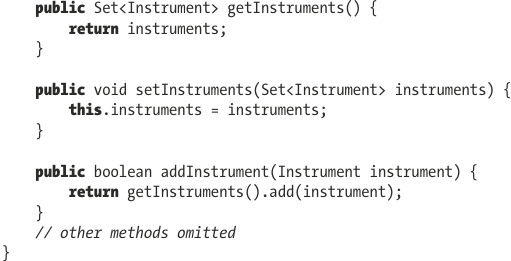 public Set<Instrument> getInstruments() {
return instruments;
}
public void setInstruments(Set<Instrument> instruments) {
this.instruments = instruments;
}
public boolean addInstrument(Instrument instrument) {
return getInstruments().add(instrument);
}
// other methods omitted
}